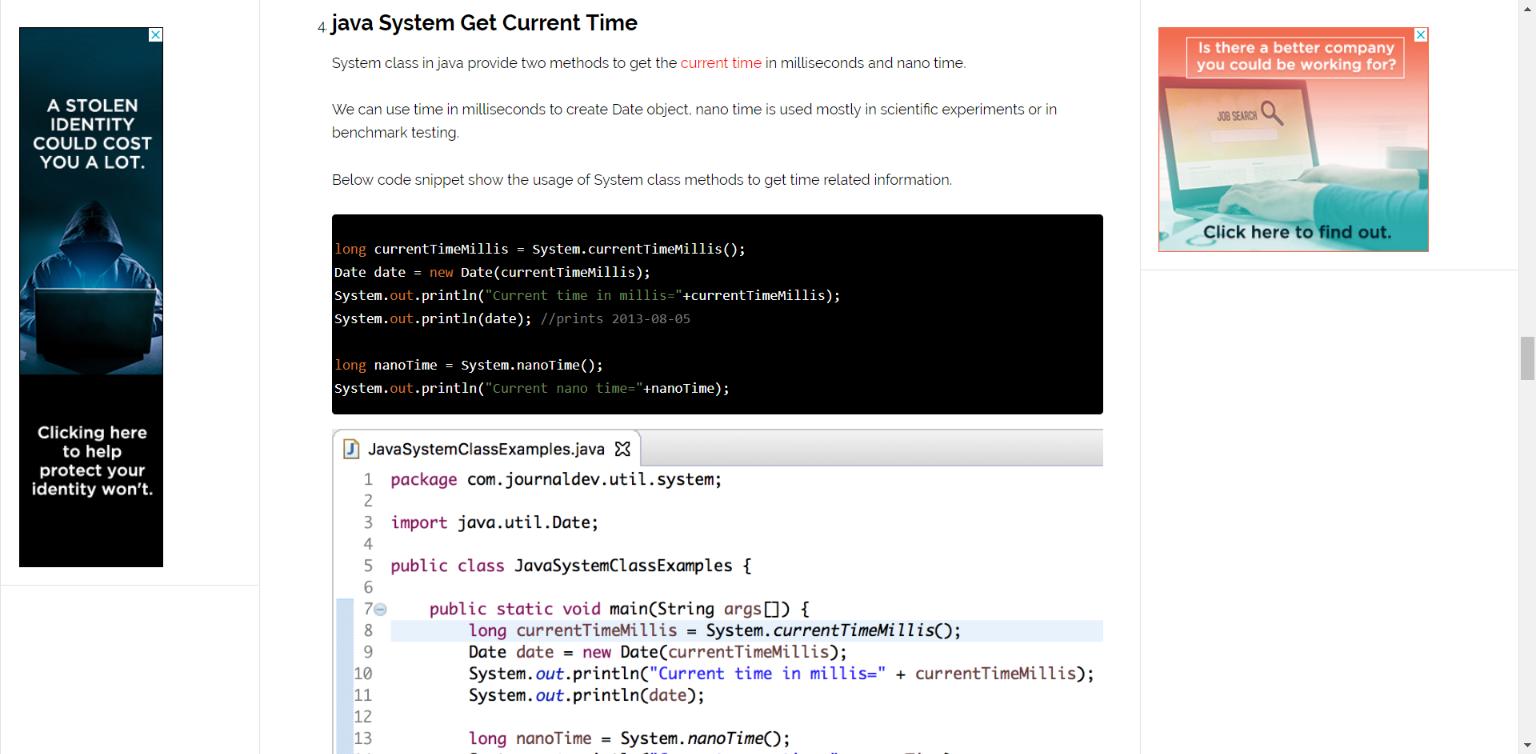 A STOLEN
IDENTITY
COULD COST
YOU A LOT.
Clicking here
to help
protect your
identity won't.
4. java System Get Current Time
System class in java provide two methods to get the current time in milliseconds and nano time.
We can use time in milliseconds to create Date object, nano time is used mostly in scientific experiments or in
benchmark testing.
Below code snippet show the usage of System class methods to get time related information.
long currentTimeMillis = System.currentTimeMillis();
Date date = new Date(currentTimeMillis);
System.out.println("Current time in millis="+currentTimeMillis);
System.out.println(date); //prints 2013-08-05
long nanoTime = System.nanoTime();
System.out.println("Current nano time="+nanoTime);
JavaSystemClassExamples.java
1 package com.journaldev.util.system;
2
3 import java.util.Date;
4
5 public class JavaSystemClassExamples {
6
7 public static void main(String args[]) {
8 long currentTimeMillis = System.currentTimeMillis();
9 Date date = new Date(currentTimeMillis);
10 System.out.println("Current time in millis=" + currentTimeMillis);
11 System.out.println(date);
12
13 long nanoTime = System.nanoTime();
Is there a better company
you could be working for?
JOB SEARCH
Click here to find out.